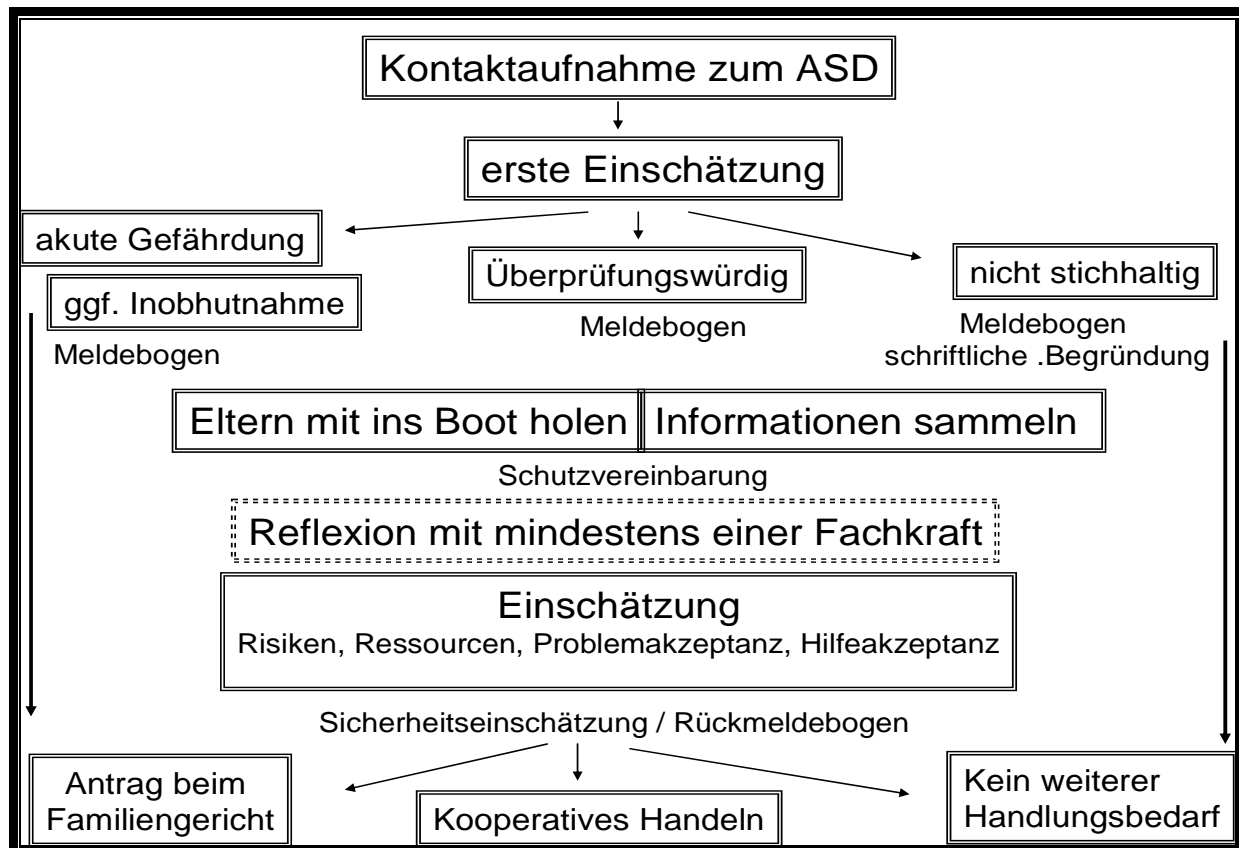 Kontaktaufnahme zum ASD
erste Einschätzung
akute Gefährdung
ggf. Inobhutnahme
Meldebogen
Überprüfungswürdig
Meldebogen
nicht stichhaltig
Meldebogen
schriftliche .Begründung
Eltern mit ins Boot holen
Informationen sammeln
Schutzvereinbarung
Reflexion mit mindestens einer Fachkraft
Einschätzung
Risiken, Ressourcen, Problemakzeptanz, Hilfeakzeptanz
Sicherheitseinschätzung / Rückmeldebogen
Antrag beim
Familiengericht
Kooperatives Handeln
Kein weiterer
Handlungsbedarf